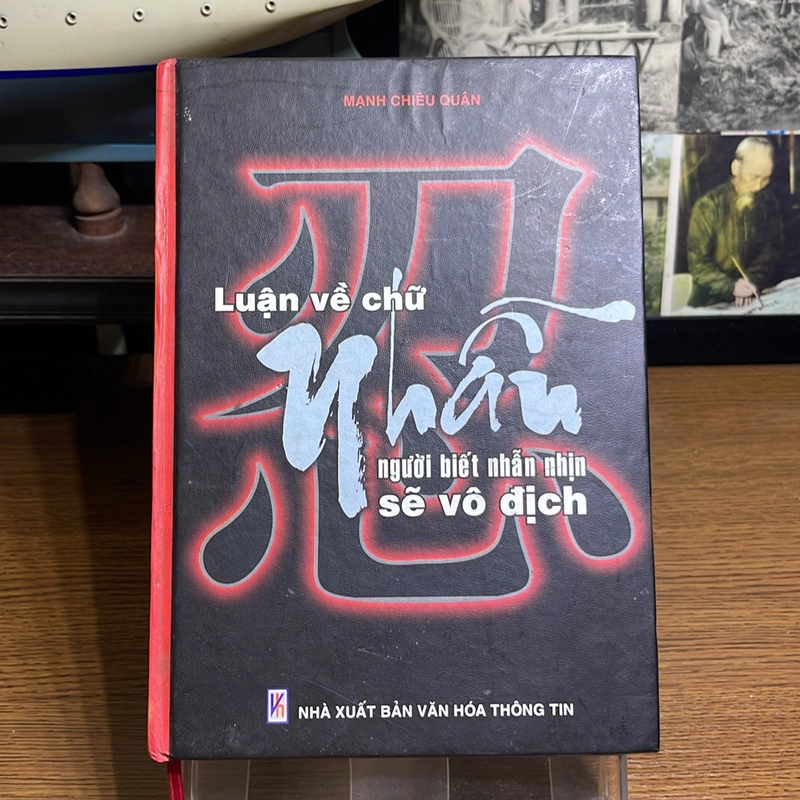 MẠNH CHIÊU QUÂN
忍
Luận về chữ
Nhẫn
người biết nhẫn nhịn
sẽ vô địch
Vh
NHÀ XUẤT BẢN VĂN HÓA THÔNG TIN